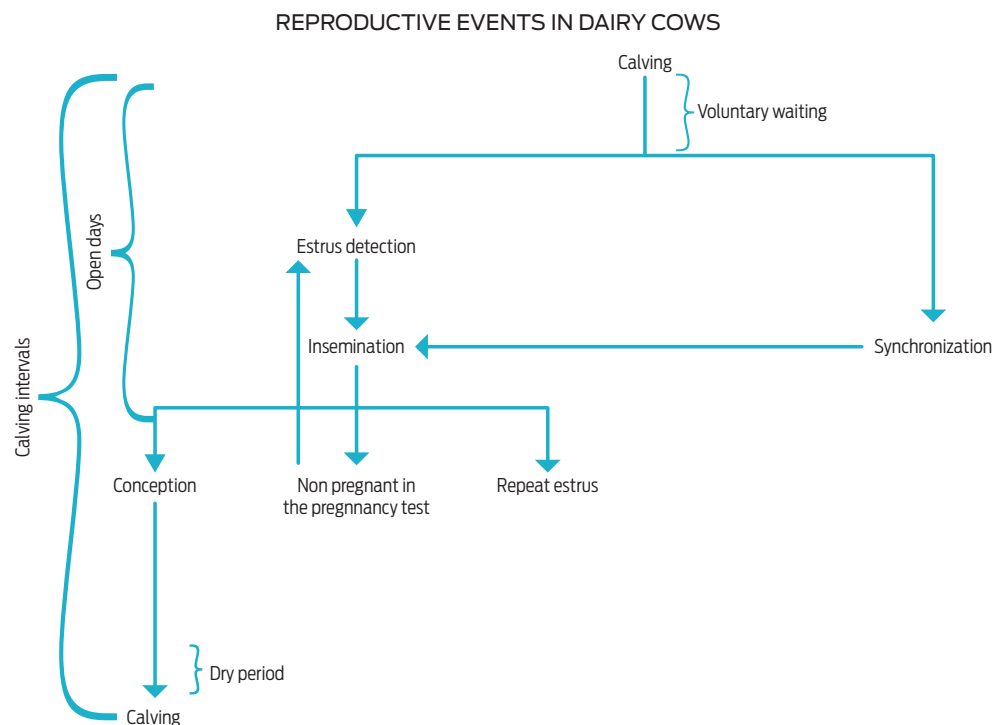 REPRODUCTIVE EVENTS IN DAIRY COWS
Calving
Voluntary waiting
Open days
Estrus detection
Insemination
Synchronization
Calving intervals
Conception
Non pregnant in
the pregnnancy test
Repeat estrus
Dry period
Calving